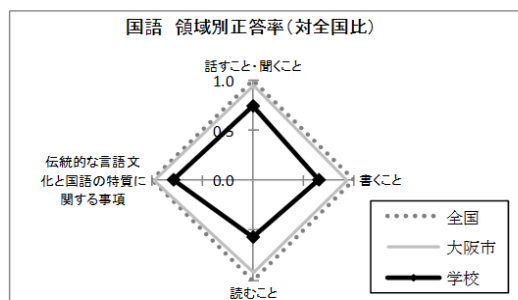 国語 領域別正答率(対全国比)
話すこと・聞くこと
1.0
0.5
0.0
伝統的な言語文
化と国語の特質に
関する事項
書くこと
読むこと
全国
大阪市
学校